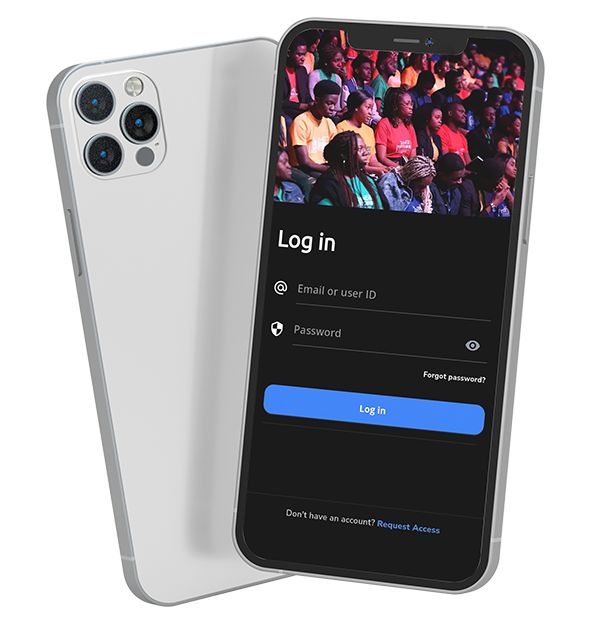 Log in
Email or user ID
Password
Forgot password?
Log in
Don't have an account? Request Access